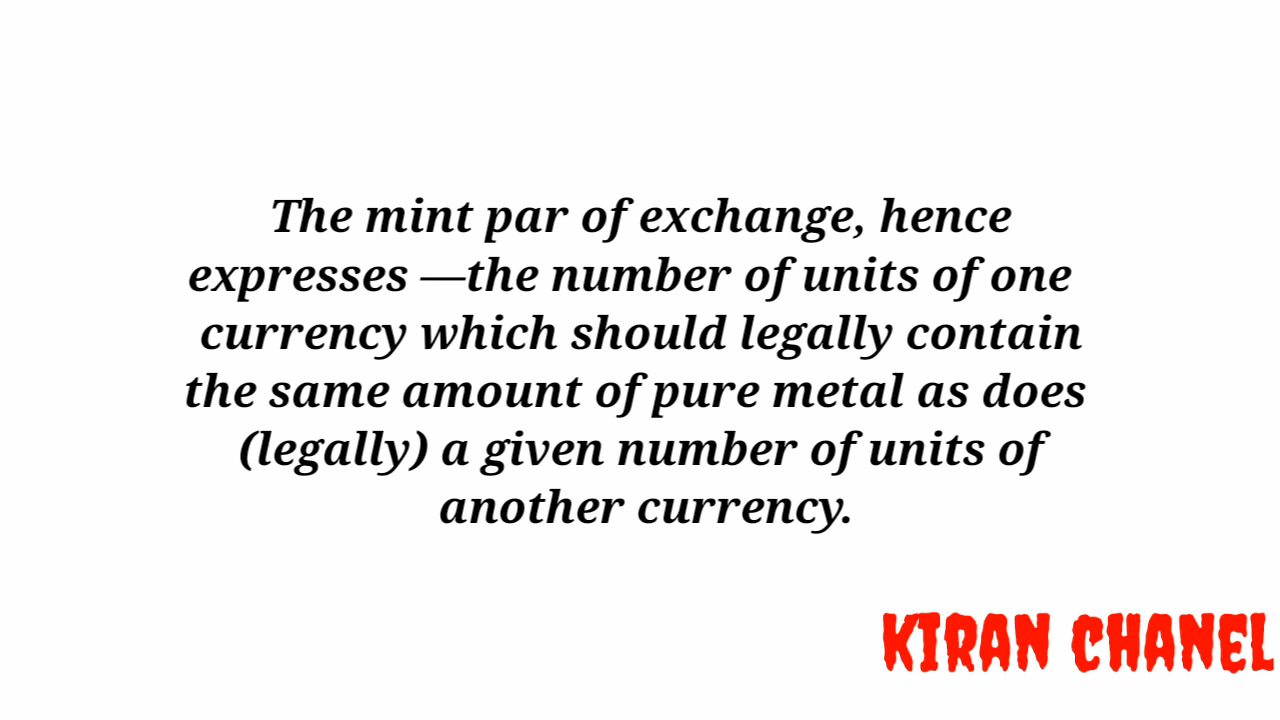 The mint par of exchange, hence
expresses —the number of units of one
currency which should legally contain
the same amount of pure metal as does
(legally) a given number of units of
another currency.
KIRAN CHANEL